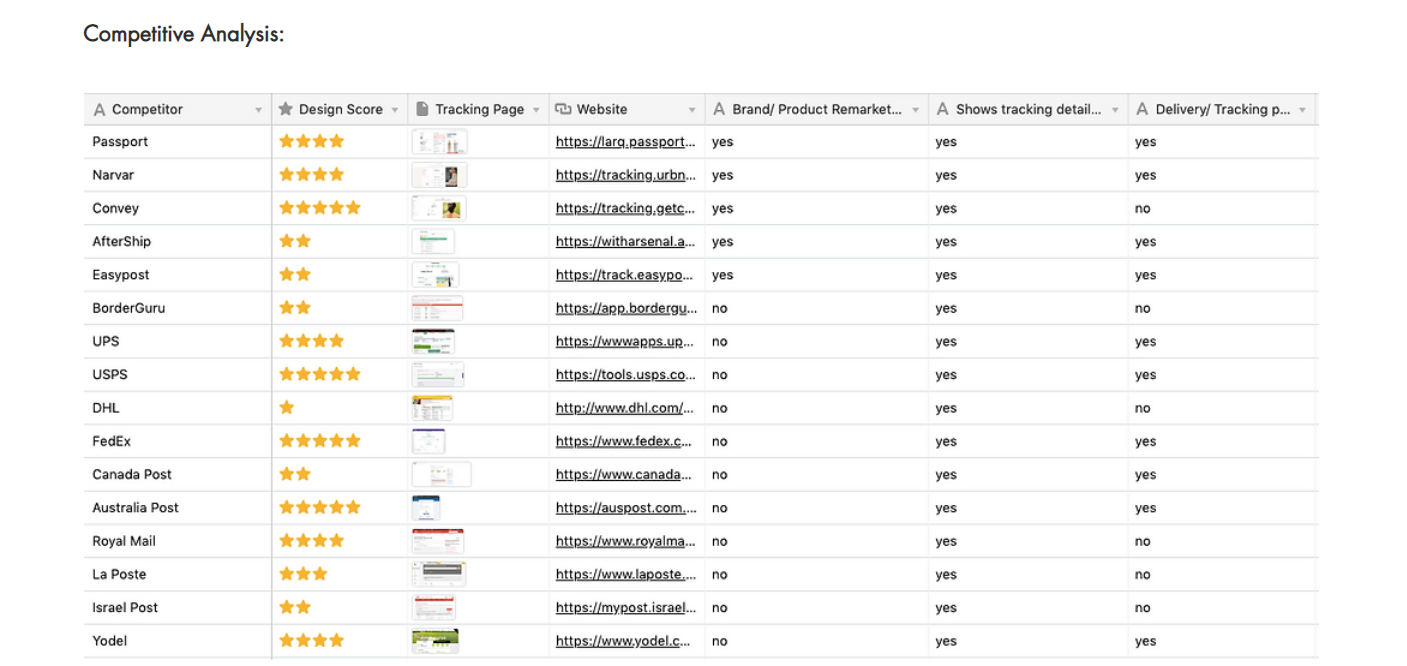 Competitive Analysis:
Competitor Design Score Tracking Page Website Brand/ Product Remarket... Shows tracking detail... Delivery/ Tracking p...
Passport https://larq.passport... yes yes yes
Narvar https://tracking.urbn... yes yes yes
Convey https://tracking.getc... yes yes no
AfterShip https://witharsenal.a... yes yes yes
Easypost https://track.easypo... yes yes yes
BorderGuru https://app.bordergu... no yes no
UPS https://wwwapps.up... no yes yes
USPS https://tools.usps.co... no yes yes
DHL http://www.dhl.com/... no yes no
FedEx https://www.fedex.c... no yes yes
Canada Post https://www.canada... no yes yes
Australia Post https://auspost.com.... no yes yes
Royal Mail https://www.royalma... no yes no
La Poste https://www.laposte.... no yes no
Israel Post https://mypost.israel... no yes no
Yodel https://www.yodel.c... no yes yes